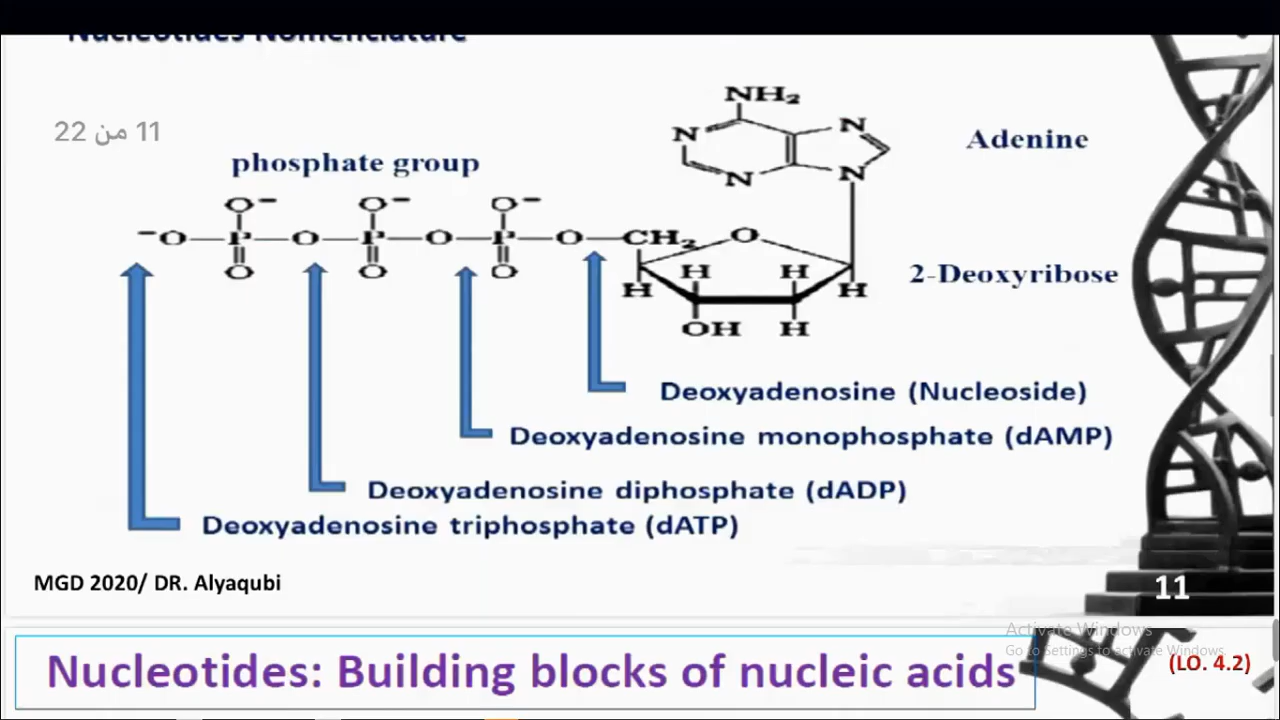 Nucleotides Nomenclature
11 من 22
phosphate group
Adenine
NH₂
N
N
N
N
O⁻
O⁻
O⁻
⁻O—P—O—P—O—P—O—CH₂
O
O
O
O
2-Deoxyribose
H
H
H
H
OH
H
Deoxyadenosine (Nucleoside)
Deoxyadenosine monophosphate (dAMP)
Deoxyadenosine diphosphate (dADP)
Deoxyadenosine triphosphate (dATP)
MGD 2020/ DR. Alyaqubi
11
Activate Windows
Go to Settings to activate Windows.
Nucleotides: Building blocks of nucleic acids
(LO. 4.2)